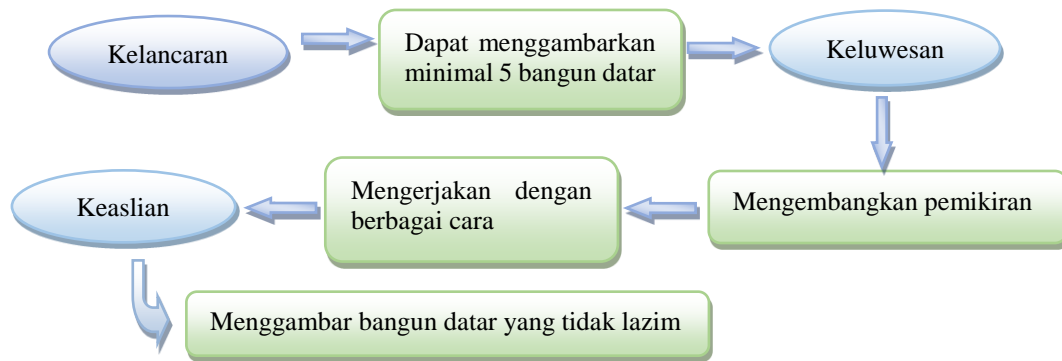 Kelancaran
Dapat menggambarkan
minimal 5 bangun datar
Keluwesan
Mengembangkan pemikiran
Mengerjakan dengan
berbagai cara
Keaslian
Menggambar bangun datar yang tidak lazim